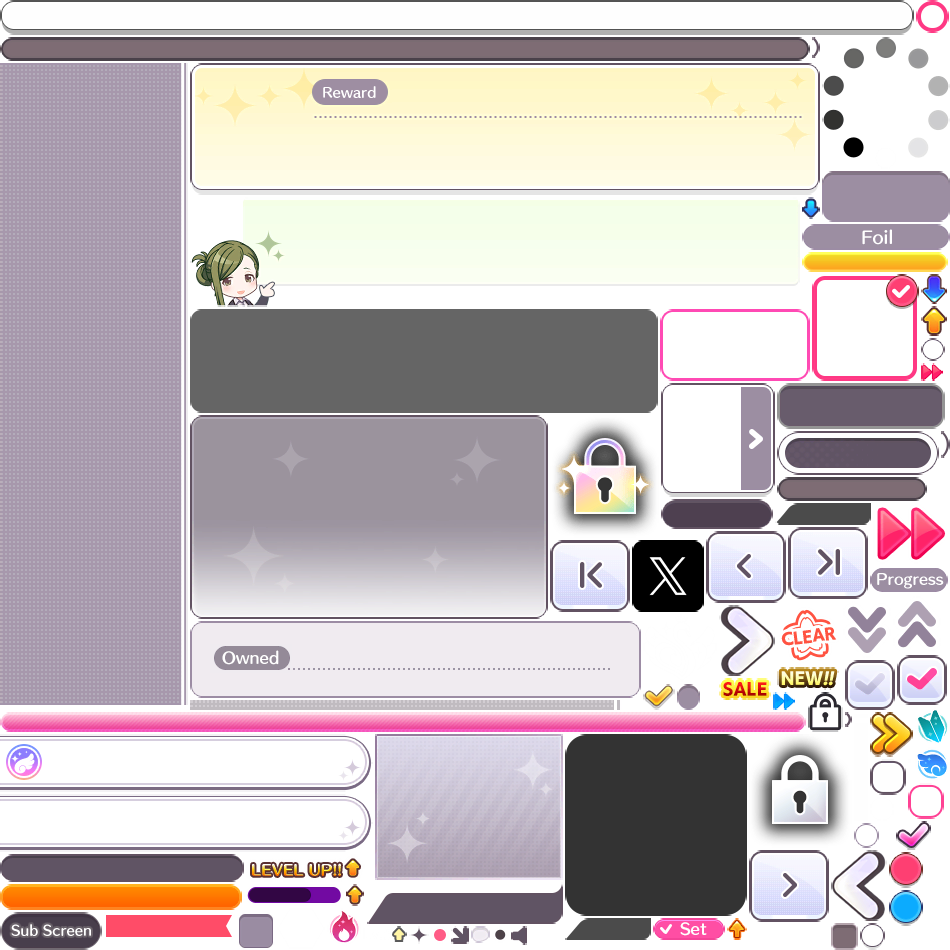 Reward
Foil
Progress
CLEAR
Owned
SALE
NEW!!
LEVEL UP!!
Sub Screen
Set